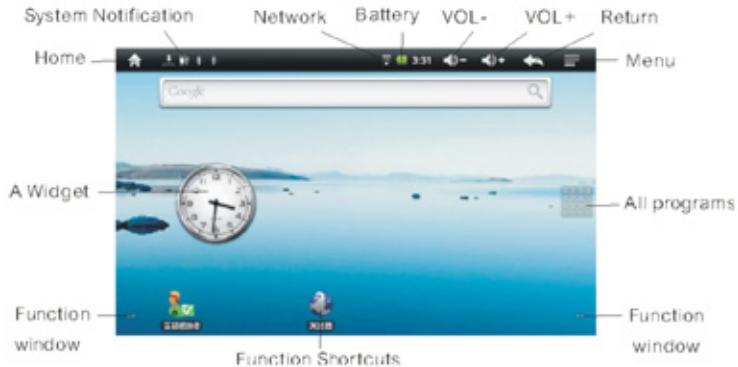 System Notification
Network
Battery
VOL-
VOL+
Return
Home
3:31
Menu
Google
A Widget
All programs
Function
window
Function
window
Function Shortcuts